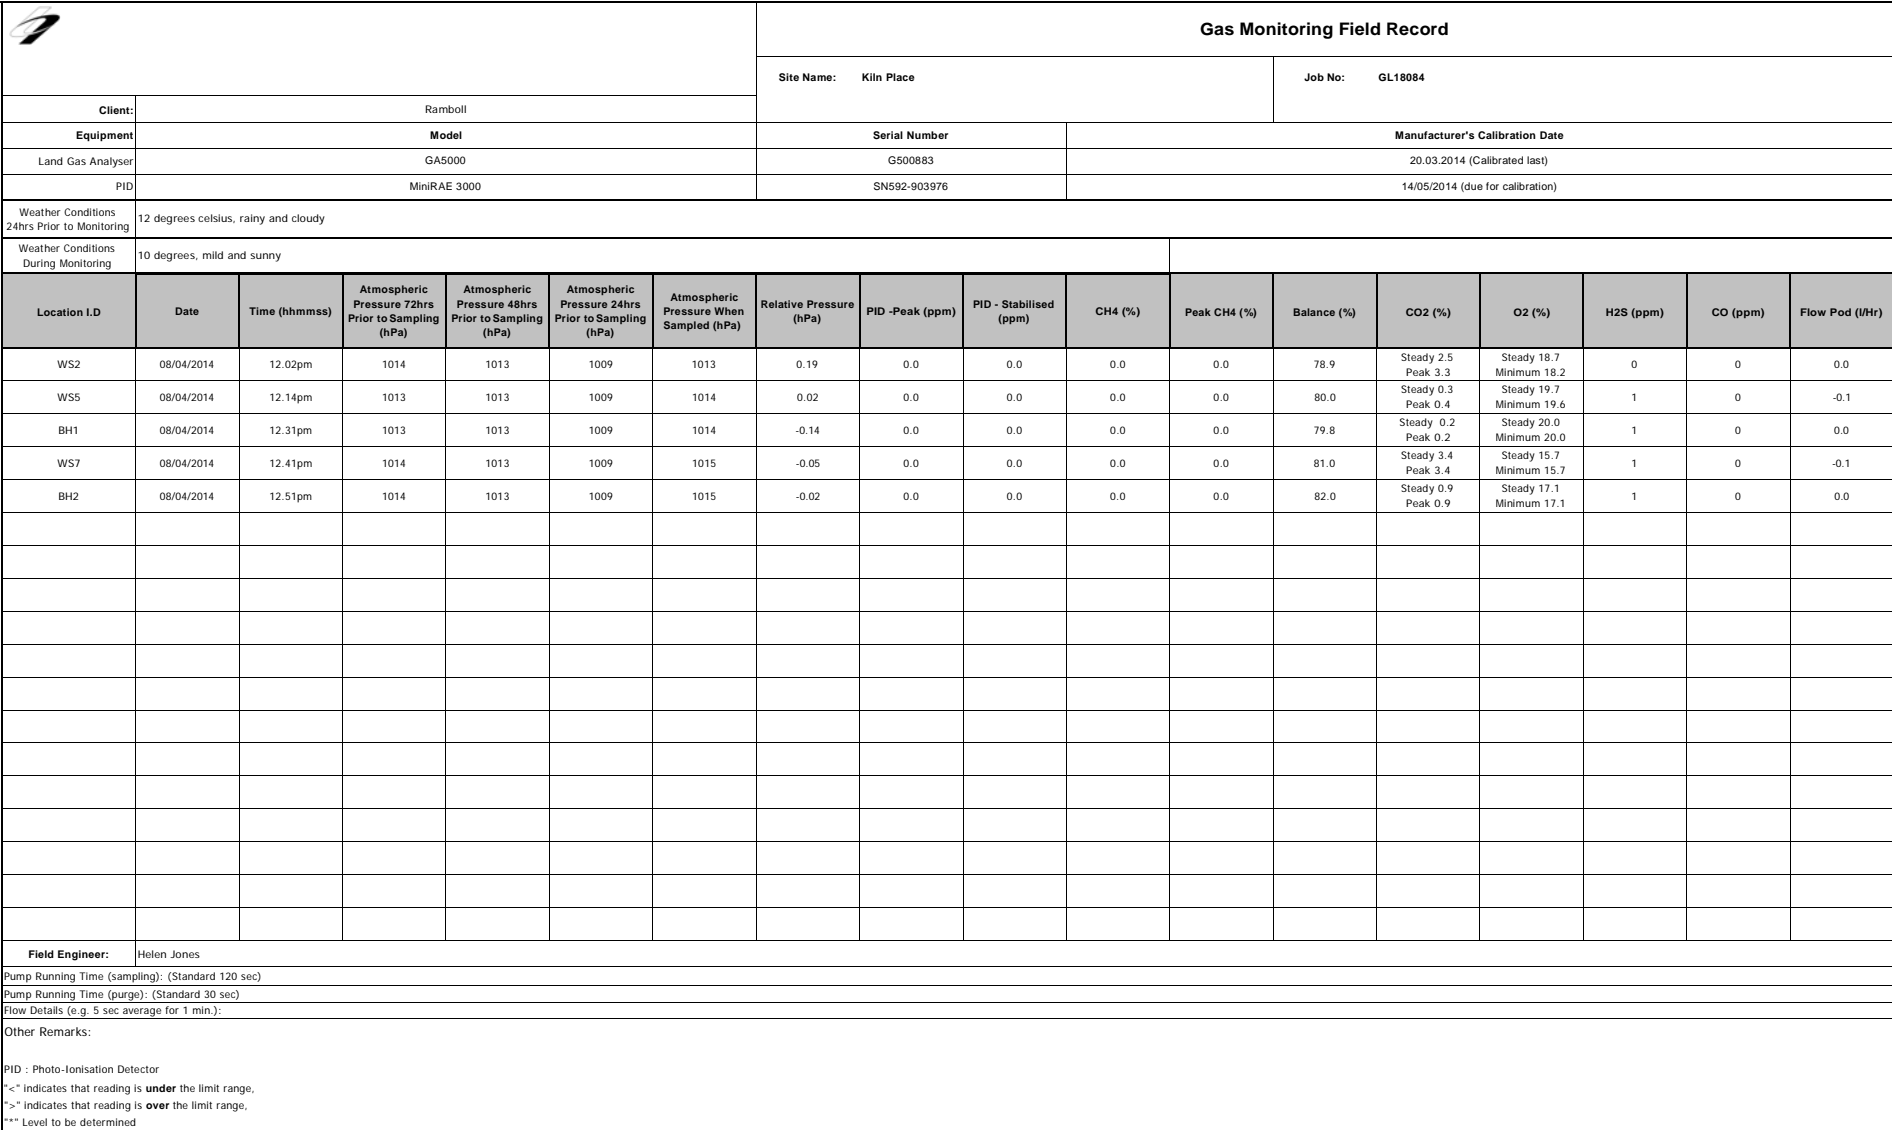 Gas Monitoring Field Record
Site Name: Kiln Place Job No: GL18084
Client: Ramboll
Equipment Model Serial Number Manufacturer's Calibration Date
Land Gas Analyser GA5000 G500883 20.03.2014 (Calibrated last)
PID MiniRAE 3000 SN592-903976 14/05/2014 (due for calibration)
Weather Conditions
24hrs Prior to Monitoring
12 degrees celsius, rainy and cloudy
Weather Conditions
During Monitoring
10 degrees, mild and sunny
Location I.D
Date
Time (hhmmss)
Atmospheric
Pressure 72hrs
Prior to Sampling
(hPa)
Atmospheric
Pressure 48hrs
Prior to Sampling
(hPa)
Atmospheric
Pressure 24hrs
Prior to Sampling
(hPa)
Atmospheric
Pressure When
Sampled (hPa)
Relative Pressure
(hPa)
PID -Peak (ppm)
PID - Stabilised
(ppm)
CH4 (%)
Peak CH4 (%)
Balance (%)
CO2 (%)
O2 (%)
H2S (ppm)
CO (ppm)
Flow Pod (l/Hr)
WS2 08/04/2014 12.02pm 1014 1013 1009 1013 0.19 0.0 0.0 0.0 0.0 78.9
Steady 2.5
Peak 3.3
Steady 18.7
Minimum 18.2
0 0 0.0
WS5 08/04/2014 12.14pm 1013 1013 1009 1014 0.02 0.0 0.0 0.0 0.0 80.0
Steady 0.3
Peak 0.4
Steady 19.7
Minimum 19.6
1 0 -0.1
BH1 08/04/2014 12.31pm 1013 1013 1009 1014 -0.14 0.0 0.0 0.0 0.0 79.8
Steady 0.2
Peak 0.2
Steady 20.0
Minimum 20.0
1 0 0.0
WS7 08/04/2014 12.41pm 1014 1013 1009 1015 -0.05 0.0 0.0 0.0 0.0 81.0
Steady 3.4
Peak 3.4
Steady 15.7
Minimum 15.7
1 0 -0.1
BH2 08/04/2014 12.51pm 1014 1013 1009 1015 -0.02 0.0 0.0 0.0 0.0 82.0
Steady 0.9
Peak 0.9
Steady 17.1
Minimum 17.1
1 0 0.0
Field Engineer: Helen Jones
Pump Running Time (sampling): (Standard 120 sec)
Pump Running Time (purge): (Standard 30 sec)
Flow Details (e.g. 5 sec average for 1 min.):
Other Remarks:
PID : Photo-Ionisation Detector
"<" indicates that reading is under the limit range,
">" indicates that reading is over the limit range,
"*" Level to be determined